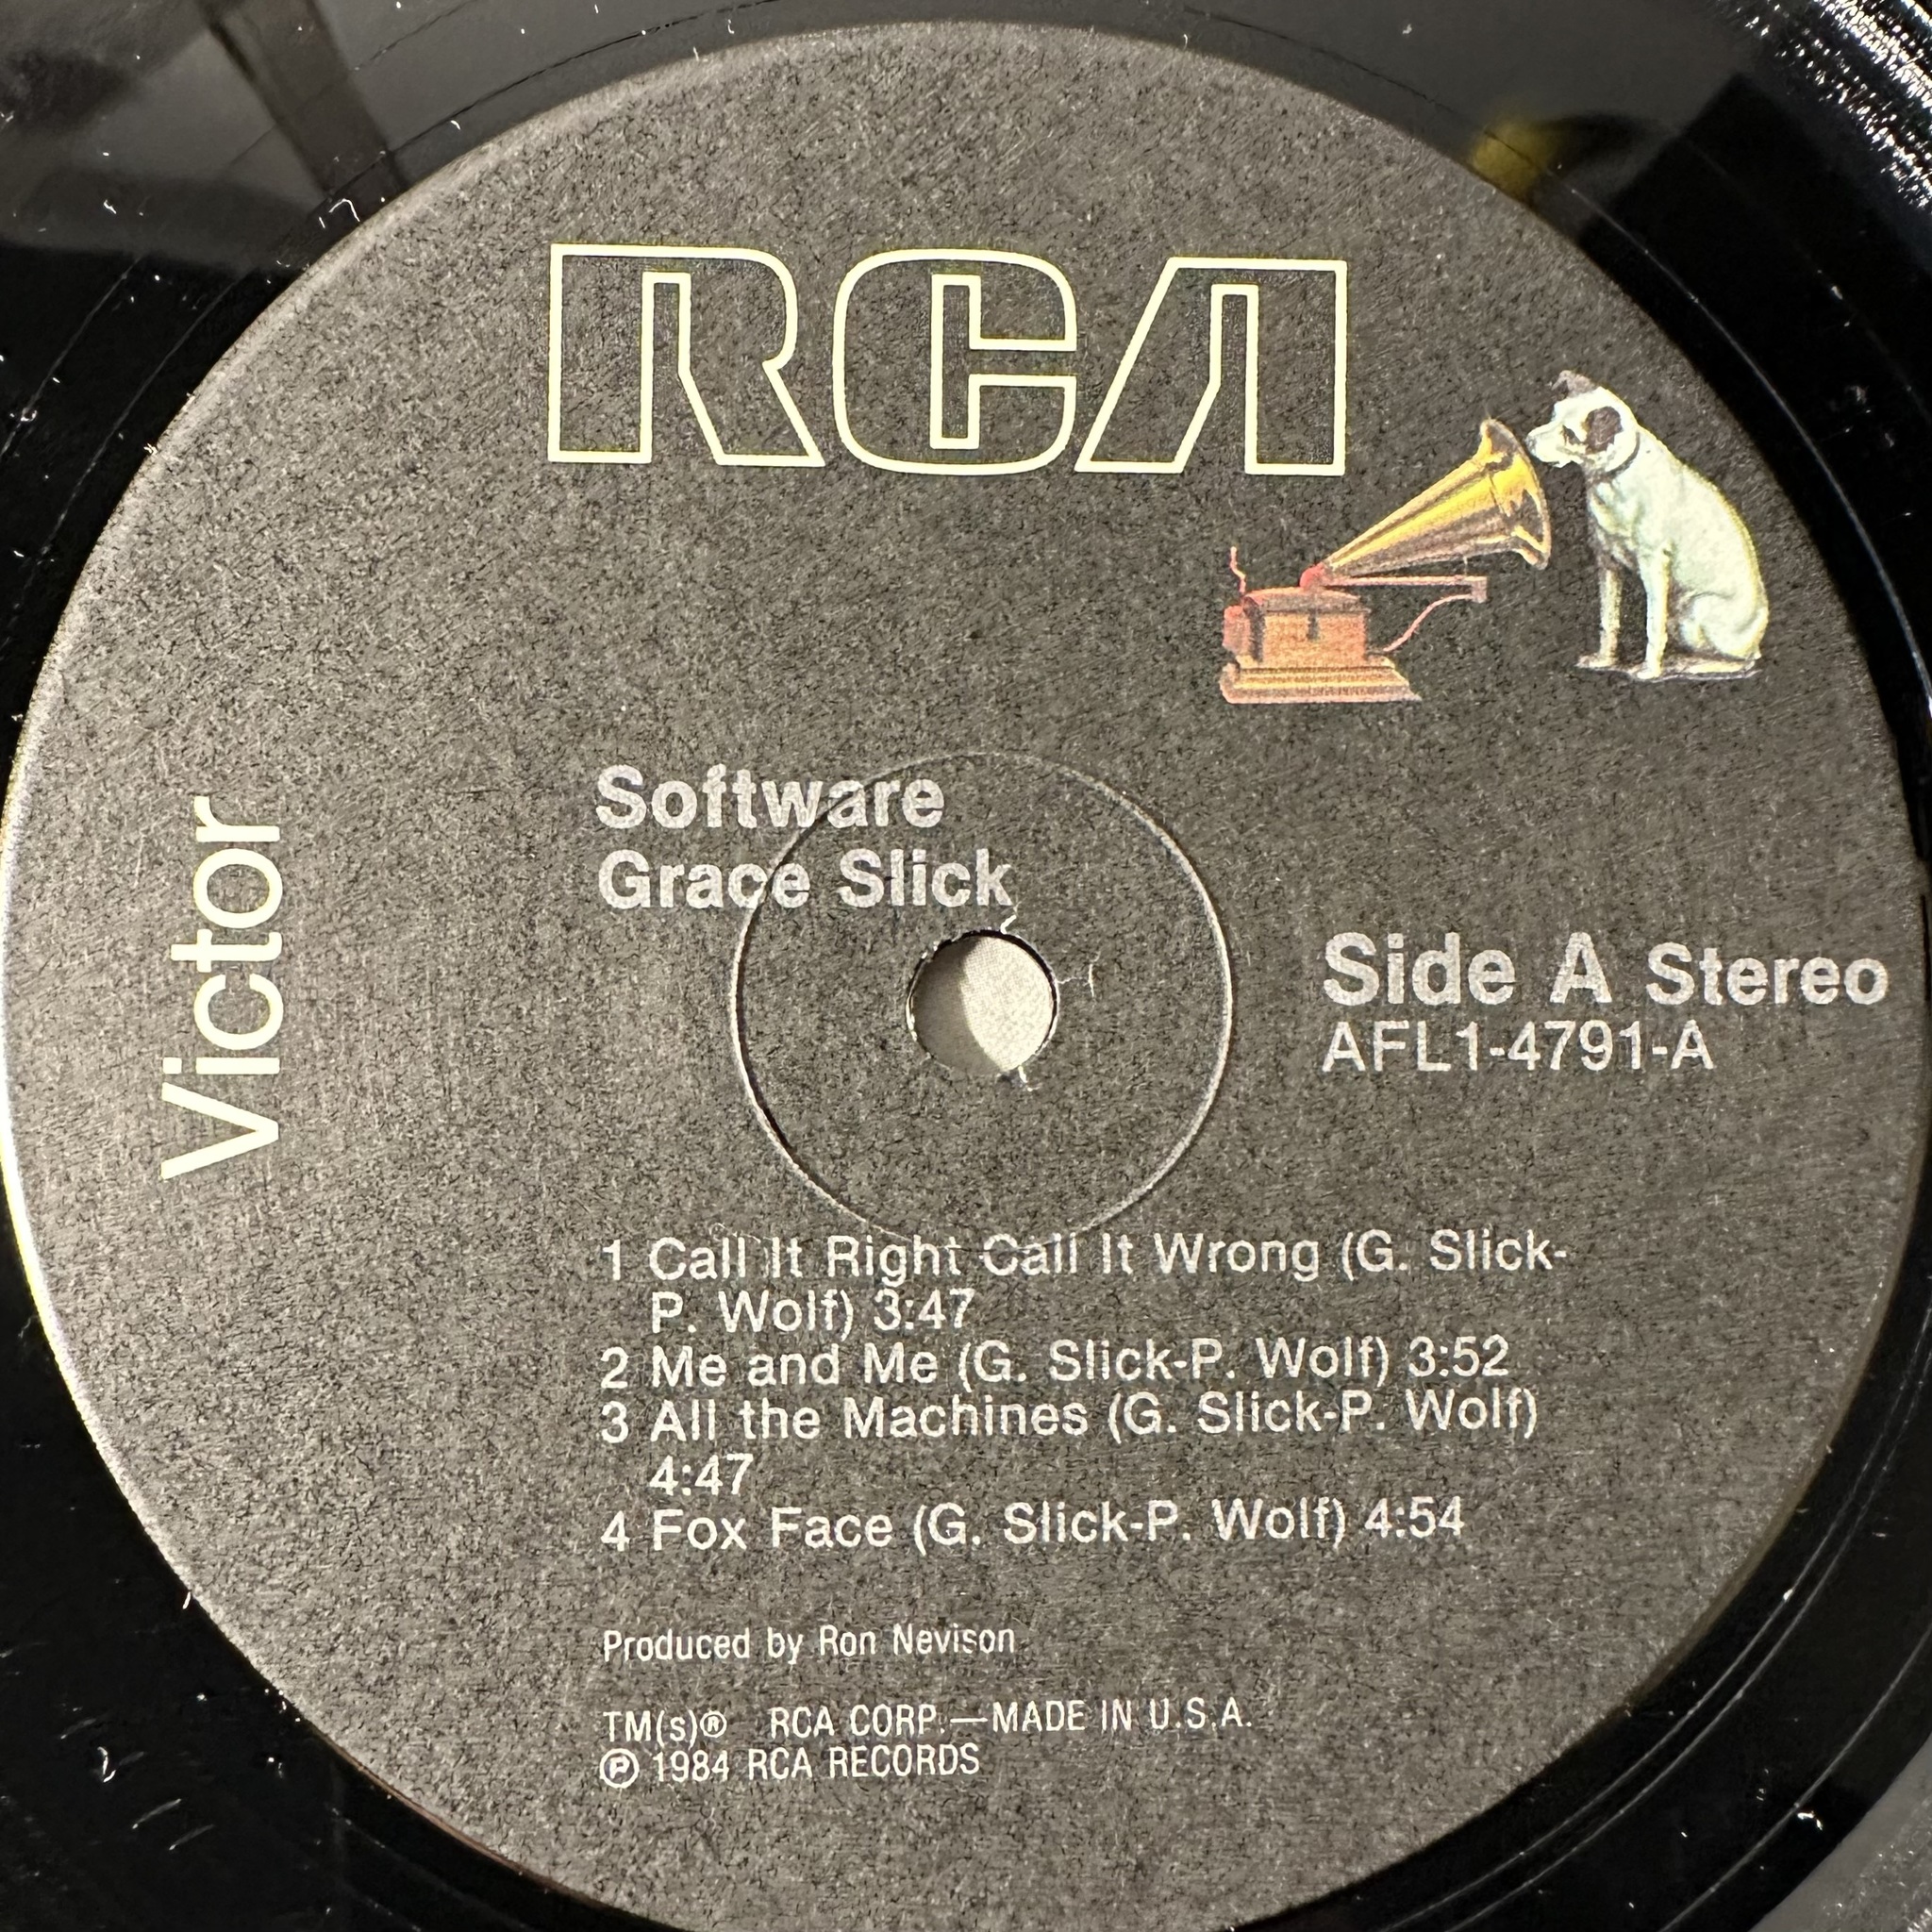 RCA
Victor
Software
Grace Slick
Side A Stereo
AFL1-4791-A
1 Call It Right Call It Wrong (G. Slick-
P. Wolf) 3:47
2 Me and Me (G. Slick-P. Wolf) 3:52
3 All the Machines (G. Slick-P. Wolf)
4:47
4 Fox Face (G. Slick-P. Wolf) 4:54
Produced by Ron Nevison
TM(s)® RCA CORP.—MADE IN U.S.A.
℗ 1984 RCA RECORDS